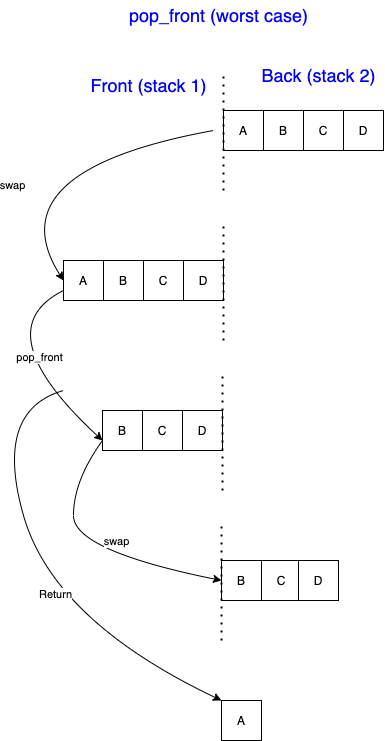 pop_front (worst case)
Front (stack 1)
Back (stack 2)
A B C D
swap
A B C D
pop_front
B C D
swap
B C D
Return
A